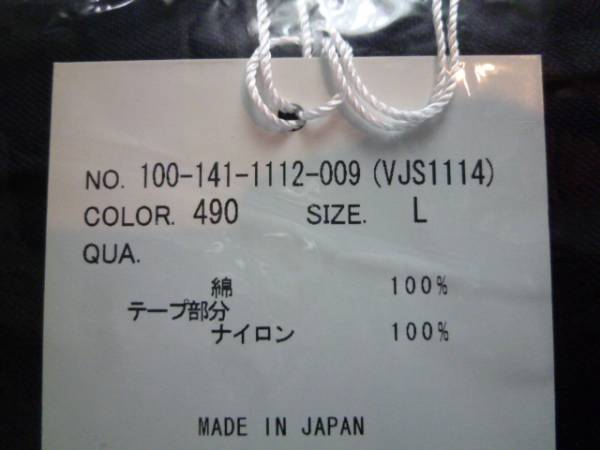 NO. 100-141-1112-009 (VJS1114)
COLOR. 490 SIZE. L
QUA.
綿 100%
テープ部分
ナイロン 100%
MADE IN JAPAN